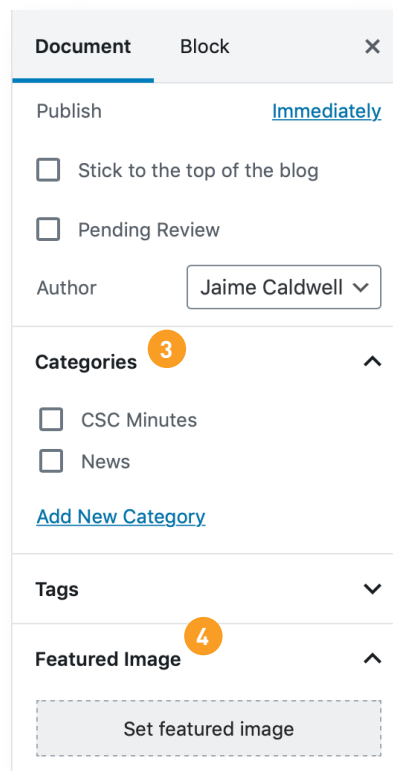 Document Block ×
Publish Immediately
Stick to the top of the blog
Pending Review
Author Jaime Caldwell
Categories 3
CSC Minutes
News
Add New Category
Tags
Featured Image 4
Set featured image